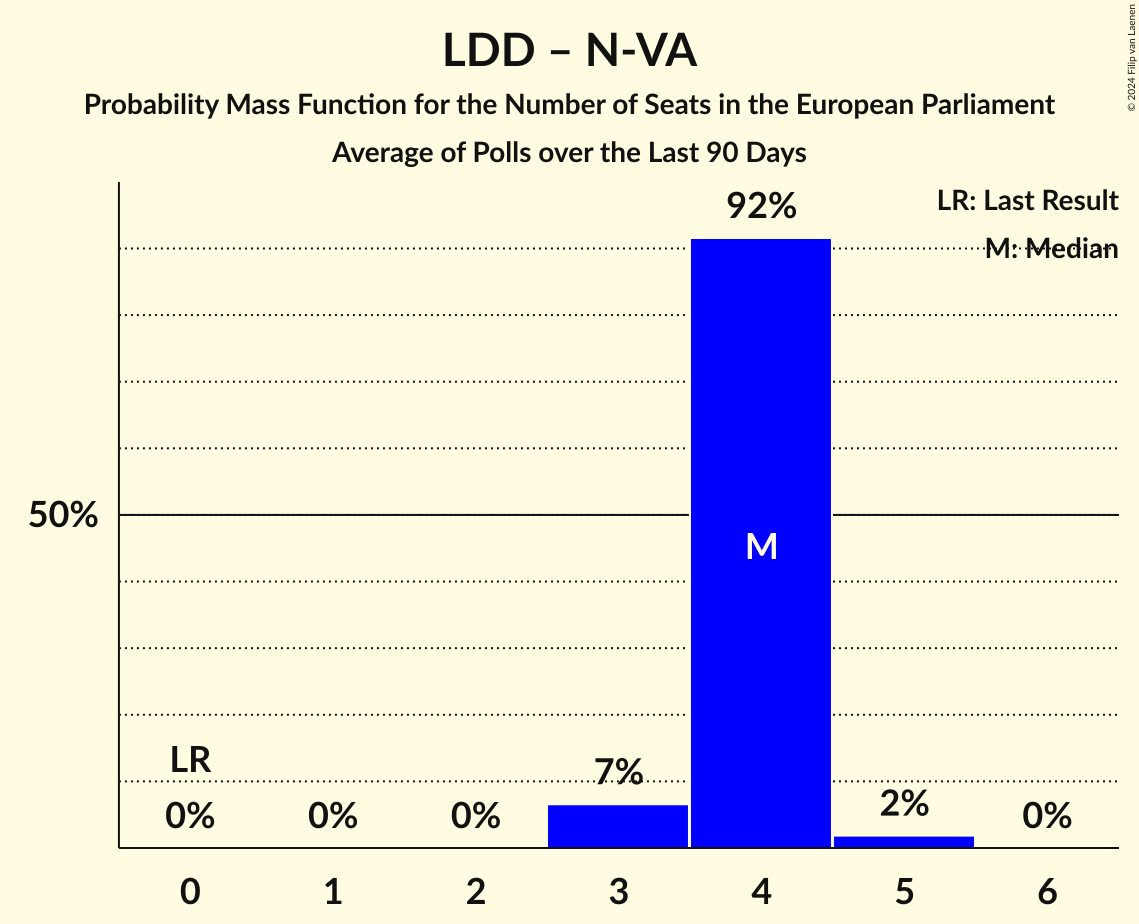 LDD – N-VA
Probability Mass Function for the Number of Seats in the European Parliament
Average of Polls over the Last 90 Days
© 2024 Filip van Laenen
LR: Last Result
M: Median
92%
50%
M
LR
0%
0%
0%
7%
2%
0%
0
1
2
3
4
5
6